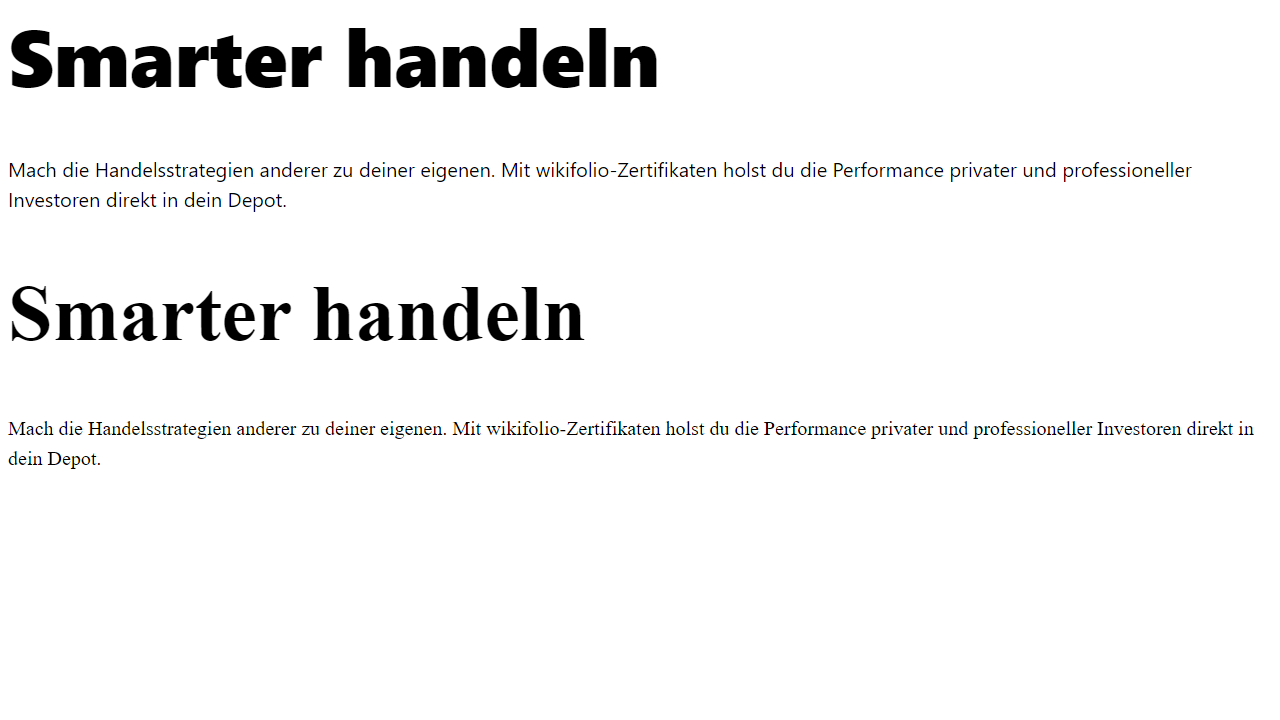 Smarter handeln
Mach die Handelsstrategien anderer zu deiner eigenen. Mit wikifolio-Zertifikaten holst du die Performance privater und professioneller
Investoren direkt in dein Depot.
Smarter handeln
Mach die Handelsstrategien anderer zu deiner eigenen. Mit wikifolio-Zertifikaten holst du die Performance privater und professioneller Investoren direkt in
dein Depot.